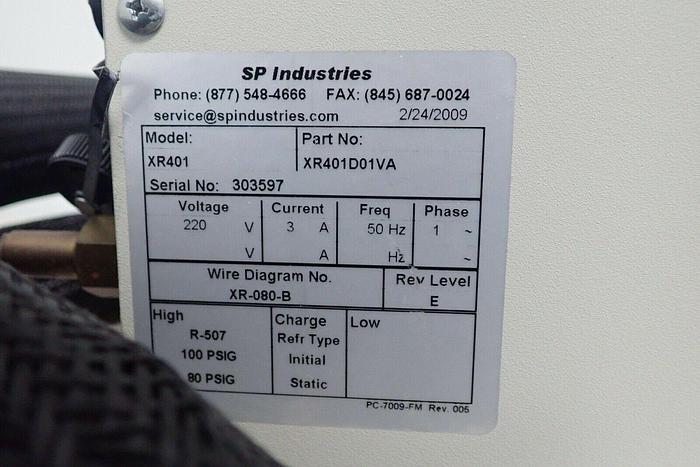 SP Industries
Phone: (877) 548-4666 FAX: (845) 687-0024
service@spindustries.com 2/24/2009
Model: Part No:
XR401 XR401D01VA
Serial No: 303597
Voltage Current Freq Phase
220 V 3 A 50 Hz 1 ~
V A Hz ~
Wire Diagram No. Rev Level
XR-080-B E
High Charge Low
R-507 Refr Type
100 PSIG Initial
80 PSIG Static
PC-7009-FM Rev. 005